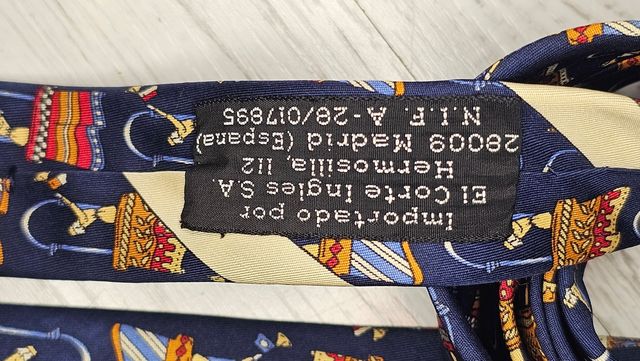 Importado por
El Corte Ingles S.A.
Hermosilla, 112
28009 Madrid (Espana)
N.I.F. A-28/017895